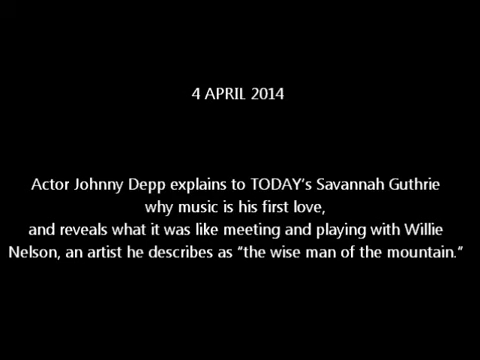 4 APRIL 2014
Actor Johnny Depp explains to TODAY's Savannah Guthrie
why music is his first love,
and reveals what it was like meeting and playing with Willie
Nelson, an artist he describes as “the wise man of the mountain.”